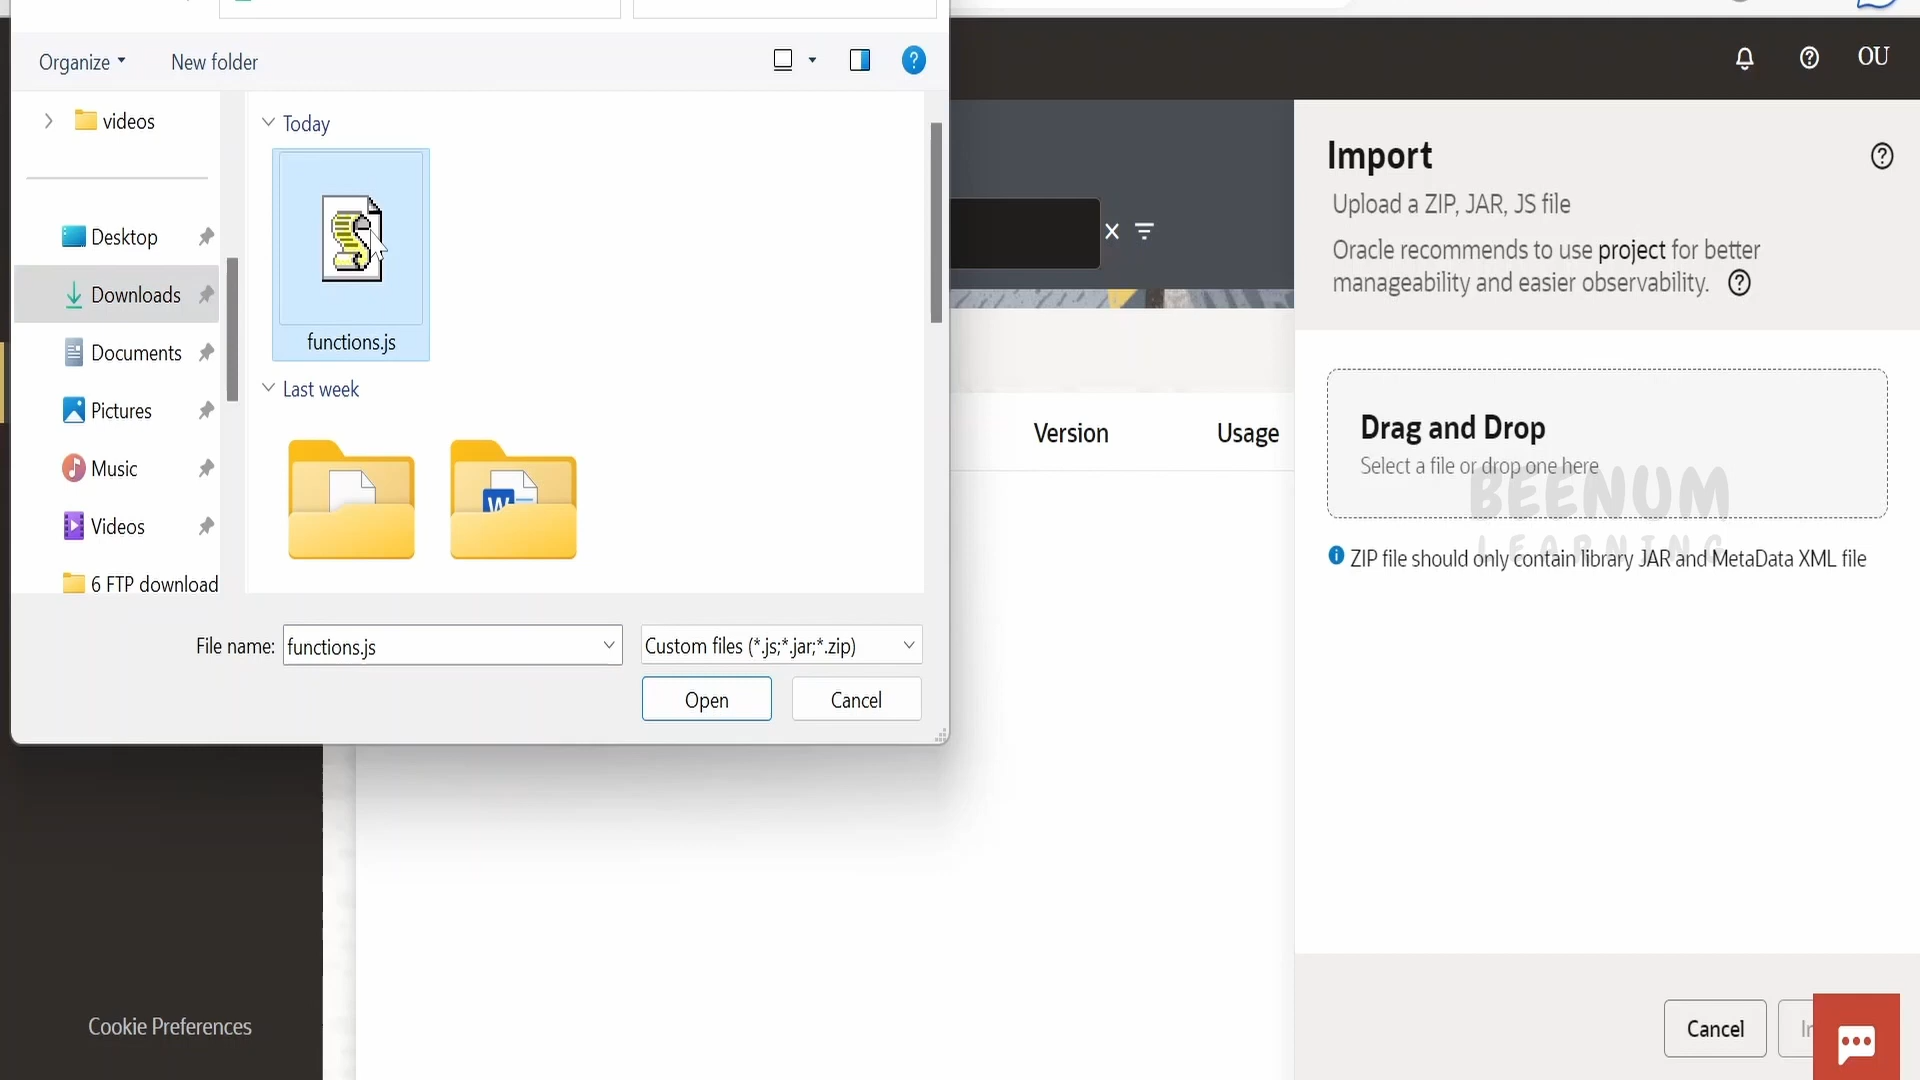 Organize
New folder
videos
Desktop
Downloads
Documents
Pictures
Music
Videos
6 FTP download
Today
functions.js
Last week
W
File name:
functions.js
Custom files (*.js;*.jar;*.zip)
Open
Cancel
Cookie Preferences
Version
Usage
OU
Import
Upload a ZIP, JAR, JS file
Oracle recommends to use project for better
manageability and easier observability.
Drag and Drop
Select a file or drop one here
BEENUM
LEARNING
ZIP file should only contain library JAR and MetaData XML file
Cancel